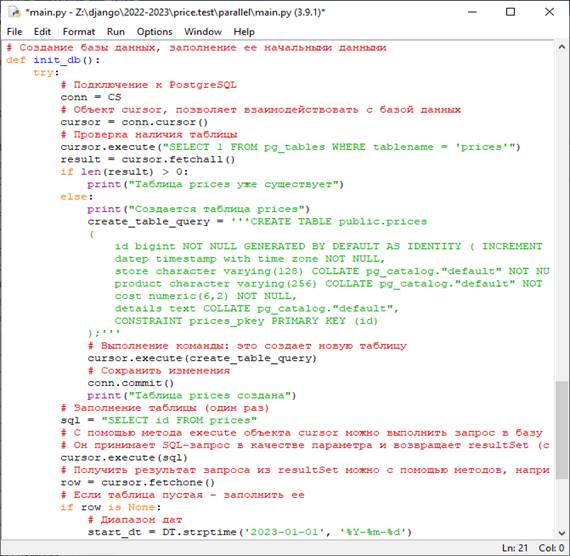 *main.py - Z:\django\2022-2023\price.test\parallel\main.py (3.9.1)*
File Edit Format Run Options Window Help
# Создание базы данных, заполнение ее начальными данными
def init_db():
    try:
        # Подключение к PostgreSQL
        conn = CS
        # Объект cursor, позволяет взаимодействовать с базой данных
        cursor = conn.cursor()
        # Проверка наличия таблицы
        cursor.execute("SELECT 1 FROM pg_tables WHERE tablename = 'prices'")
        result = cursor.fetchall()
        if len(result) > 0:
            print("Таблица prices уже существует")
        else:
            print("Создается таблица prices")
            create_table_query = '''CREATE TABLE public.prices
            (
                id bigint NOT NULL GENERATED BY DEFAULT AS IDENTITY ( INCREMENT
                datep timestamp with time zone NOT NULL,
                store character varying(128) COLLATE pg_catalog."default" NOT NU
                product character varying(256) COLLATE pg_catalog."default" NOT
                cost numeric(6,2) NOT NULL,
                details text COLLATE pg_catalog."default",
                CONSTRAINT prices_pkey PRIMARY KEY (id)
            );'''
            # Выполнение команды: это создает новую таблицу
            cursor.execute(create_table_query)
            # Сохранить изменения
            conn.commit()
            print("Таблица prices создана")
        # Заполнение таблицы (один раз)
        sql = "SELECT id FROM prices"
        # С помощью метода execute объекта cursor можно выполнить запрос в базу
        # Он принимает SQL-запрос в качестве параметра и возвращает resultSet (с
        cursor.execute(sql)
        # Получить результат запроса из resultSet можно с помощью методов, напри
        row = cursor.fetchone()
        # Если таблица пустая - заполнить ее
        if row is None:
            # Диапазон дат
            start_dt = DT.strptime('2023-01-01', '%Y-%m-%d')
Ln: 21 Col: 0